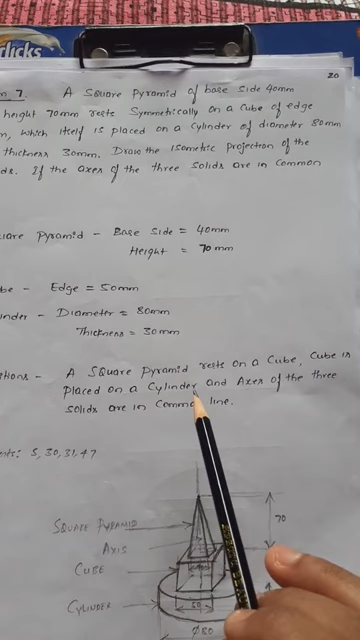 rlicks
20
m 7. A Square Pyramid of base side 40mm
height 70mm rests Symmetrically on a Cube of edge
m, which itself is placed on a Cylinder of diameter 80mm
thickness 30mm. Draw the Isometric projection of the
ds. If the axes of the three solids are in Common
uare Pyramid - Base Side = 40mm
Height = 70mm
be - Edge = 50mm
inder - Diameter = 80mm
Thickness = 30mm
itions - A Square Pyramid rests on a Cube, Cube is
placed on a Cylinder and Axes of the three
solids are in Common line.
nts: 5, 30, 31, 47
SQUARE PYRAMID
70
AXIS
CUBE
CYLINDER
50
Ø80